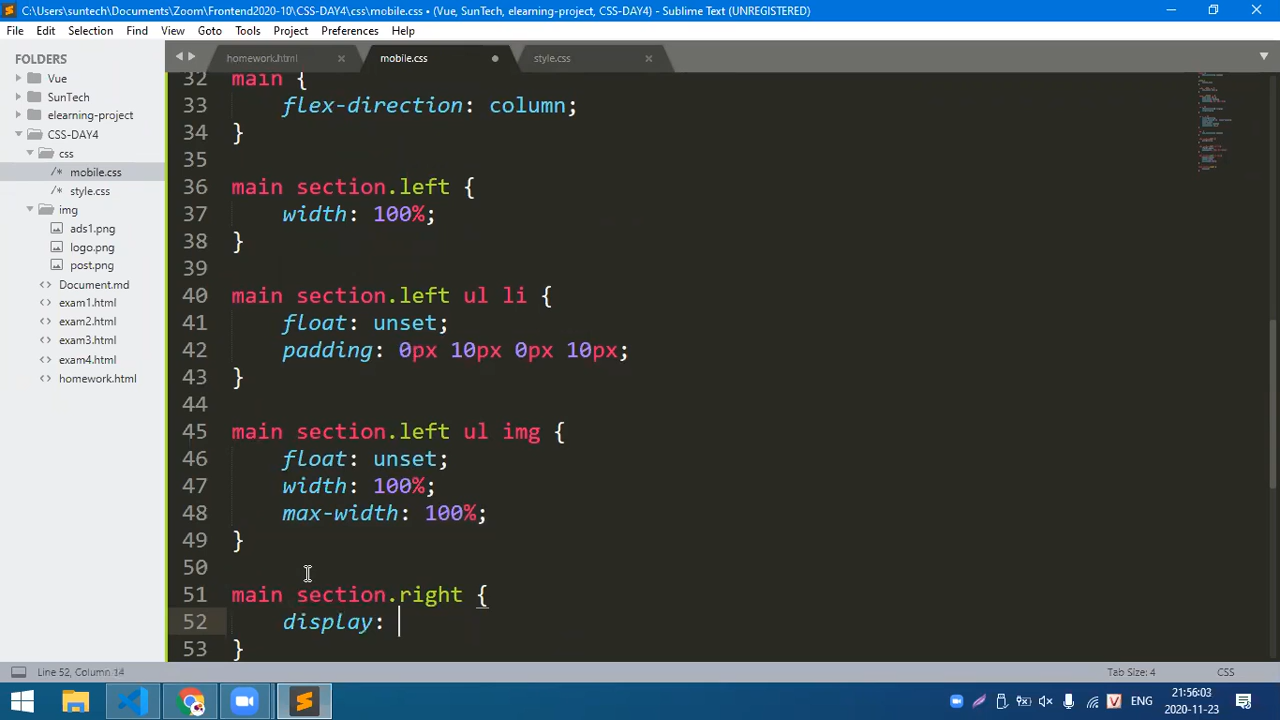 C:\Users\suntech\Documents\Zoom\Frontend2020-10\CSS-DAY4\css\mobile.css • (Vue, SunTech, elearning-project, CSS-DAY4) - Sublime Text (UNREGISTERED)
File Edit Selection Find View Goto Tools Project Preferences Help
FOLDERS
Vue
SunTech
elearning-project
CSS-DAY4
css
/* mobile.css
/* style.css
img
ads1.png
logo.png
post.png
Document.md
exam1.html
exam2.html
exam3.html
exam4.html
homework.html
homework.html mobile.css style.css
32 main {
33 flex-direction: column;
34 }
35
36 main section.left {
37 width: 100%;
38 }
39
40 main section.left ul li {
41 float: unset;
42 padding: 0px 10px 0px 10px;
43 }
44
45 main section.left ul img {
46 float: unset;
47 width: 100%;
48 max-width: 100%;
49 }
50
51 main section.right {
52 display:
53 }
Line 52, Column 14 Tab Size: 4 CSS
ENG
21:56:03
2020-11-23